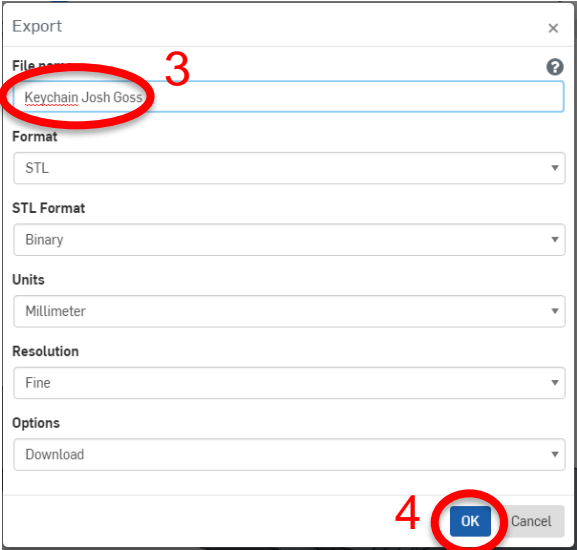 Export ×
3
File name ?
Keychain Josh Goss
Format
STL
STL Format
Binary
Units
Millimeter
Resolution
Fine
Options
Download
4 OK Cancel